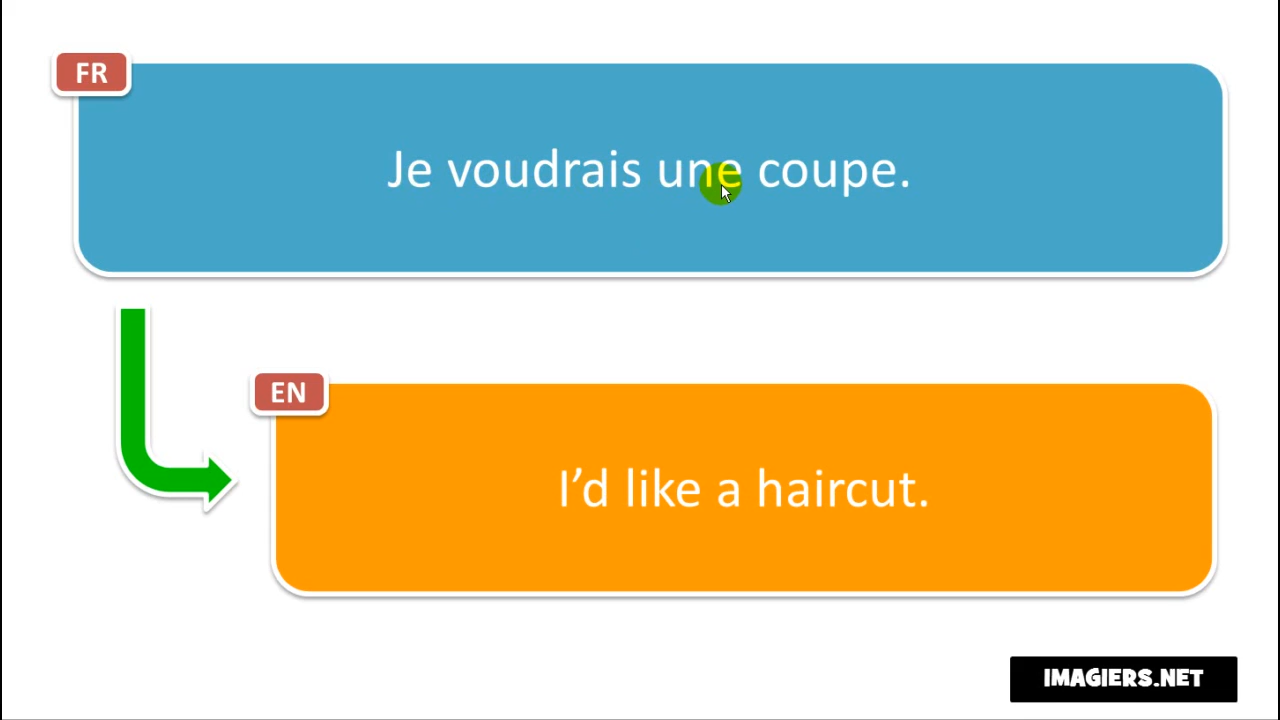 FR
Je voudrais une coupe.
EN
I’d like a haircut.
IMAGIERS.NET